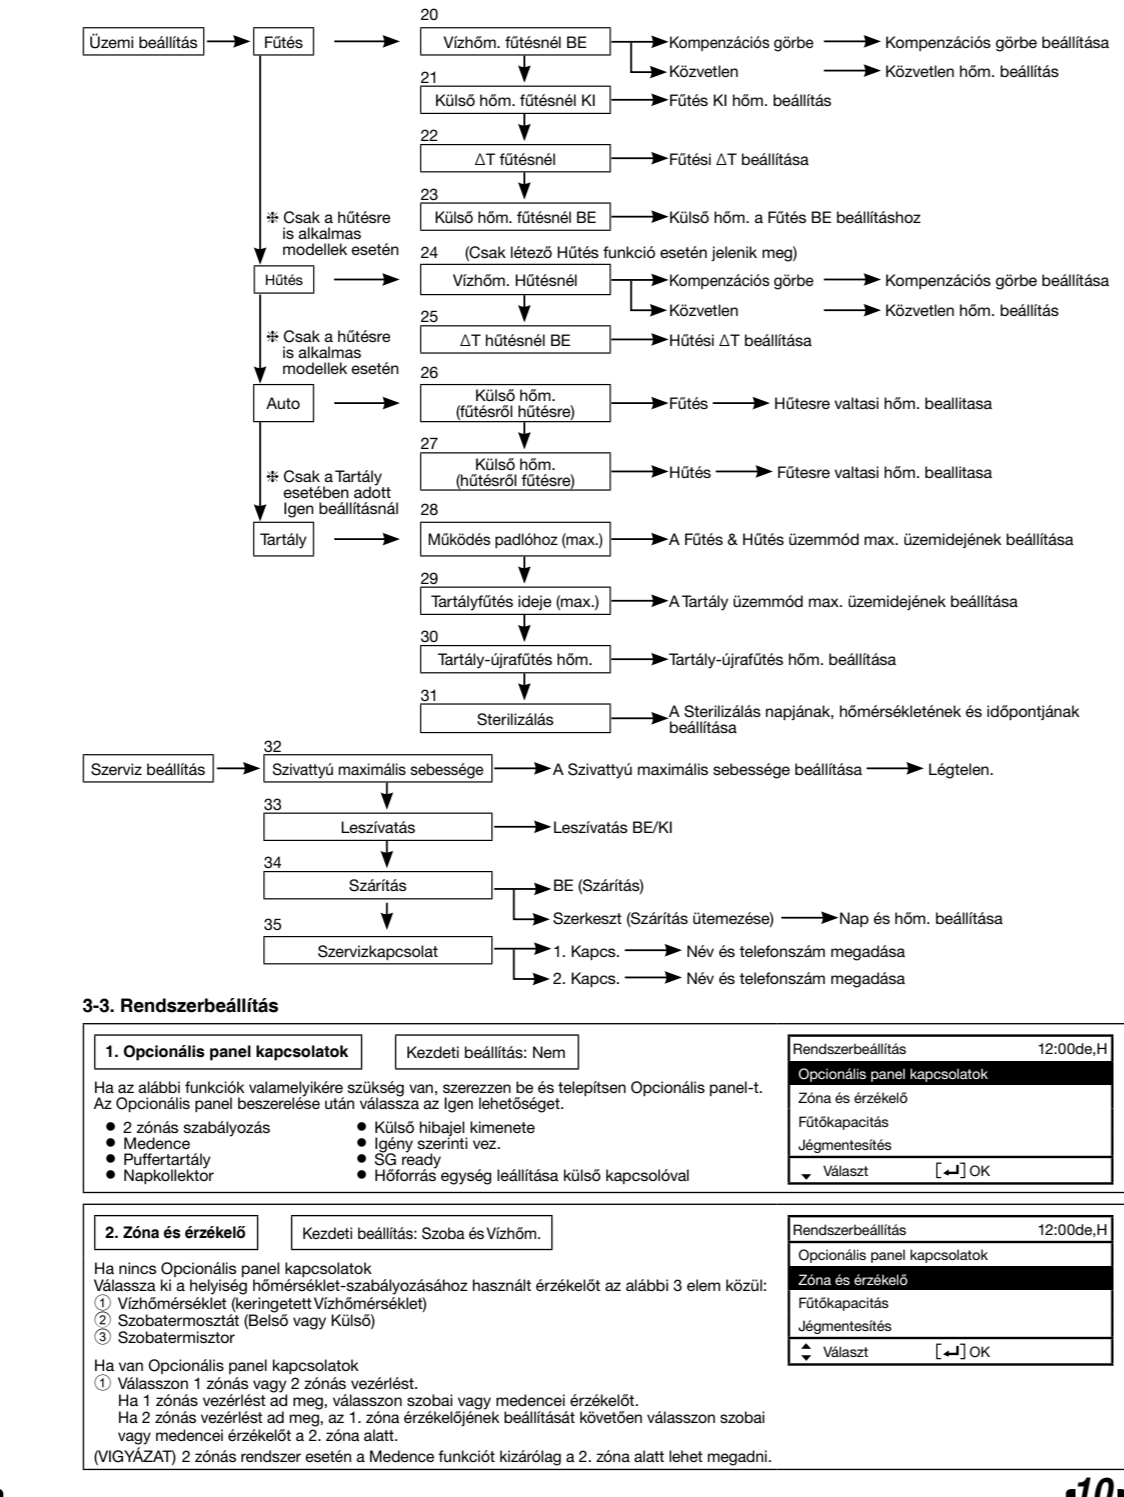 20
Üzemi beállítás Fűtés Vízhőm. fűtésnél BE Kompenzációs görbe Kompenzációs görbe beállítása
Közvetlen Közvetlen hőm. beállítás
21
Külső hőm. fűtésnél KI Fűtés KI hőm. beállítás
22
ΔT fűtésnél Fűtési ΔT beállítása
23
Külső hőm. fűtésnél BE Külső hőm. a Fűtés BE beállításhoz
❉ Csak a hűtésre
is alkalmas
modellek esetén
24 (Csak létező Hűtés funkció esetén jelenik meg)
Hűtés Vízhőm. Hűtésnél Kompenzációs görbe Kompenzációs görbe beállítása
Közvetlen Közvetlen hőm. beállítás
25
ΔT hűtésnél BE Hűtési ΔT beállítása
❉ Csak a hűtésre
is alkalmas
modellek esetén
26
Auto Külső hőm.
(fűtésről hűtésre) Fűtés Hűtesre valtasi hőm. beallitasa
27
Külső hőm.
(hűtésről fűtésre) Hűtés Fűtesre valtasi hőm. beallitasa
❉ Csak a Tartály
esetében adott
Igen beállításnál
28
Tartály Működés padlóhoz (max.) A Fűtés & Hűtés üzemmód max. üzemidejének beállítása
29
Tartályfűtés ideje (max.) A Tartály üzemmód max. üzemidejének beállítása
30
Tartály-újrafűtés hőm. Tartály-újrafűtés hőm. beállítása
31
Sterilizálás A Sterilizálás napjának, hőmérsékletének és időpontjának
beállítása
32
Szerviz beállítás Szivattyú maximális sebessége A Szivattyú maximális sebessége beállítása Légtelen.
33
Leszívatás Leszívatás BE/KI
34
Szárítás BE (Szárítás)
Szerkeszt (Szárítás ütemezése) Nap és hőm. beállítása
35
Szervizkapcsolat 1. Kapcs. Név és telefonszám megadása
2. Kapcs. Név és telefonszám megadása
3-3. Rendszerbeállítás
1. Opcionális panel kapcsolatok Kezdeti beállítás: Nem
Ha az alábbi funkciók valamelyikére szükség van, szerezzen be és telepítsen Opcionális panel-t.
Az Opcionális panel beszerelése után válassza az Igen lehetőséget.
● 2 zónás szabályozás
● Medence
● Puffertartály
● Napkollektor
● Külső hibajel kimenete
● Igény szerinti vez.
● SG ready
● Hőforrás egység leállítása külső kapcsolóval
Rendszerbeállítás 12:00de,H
Opcionális panel kapcsolatok
Zóna és érzékelő
Fűtőkapacitás
Jégmentesítés
Választ [↵] OK
2. Zóna és érzékelő Kezdeti beállítás: Szoba és Vízhőm.
Ha nincs Opcionális panel kapcsolatok
Válassza ki a helyiség hőmérséklet-szabályozásához használt érzékelőt az alábbi 3 elem közül:
① Vízhőmérséklet (keringetett Vízhőmérséklet)
② Szobatermosztát (Belső vagy Külső)
③ Szobatermisztor
Ha van Opcionális panel kapcsolatok
① Válasszon 1 zónás vagy 2 zónás vezérlést.
Ha 1 zónás vezérlést ad meg, válasszon szobai vagy medencei érzékelőt.
Ha 2 zónás vezérlést ad meg, az 1. zóna érzékelőjének beállítását követően válasszon szobai
vagy medencei érzékelőt a 2. zóna alatt.
(VIGYÁZAT) 2 zónás rendszer esetén a Medence funkciót kizárólag a 2. zóna alatt lehet megadni.
Rendszerbeállítás 12:00de,H
Opcionális panel kapcsolatok
Zóna és érzékelő
Fűtőkapacitás
Jégmentesítés
Választ [↵] OK
10